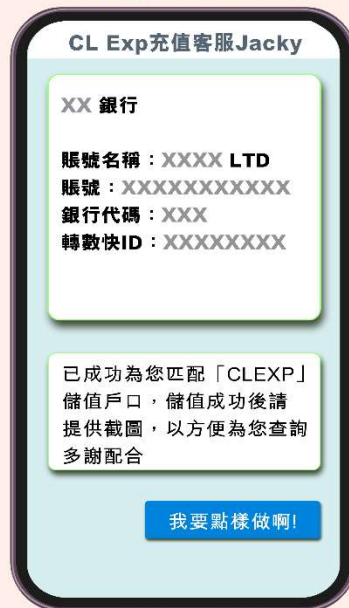 CL Exp充值客服Jacky
XX 銀行
賬號名稱：XXXX LTD
賬號：XXXXXXXXXXX
銀行代碼：XXX
轉數快ID：XXXXXXXX
已成功為您匹配「CLEXP」
儲值戶口，儲值成功後請
提供截圖，以方便為您查詢
多謝配合
我要點樣做啊!